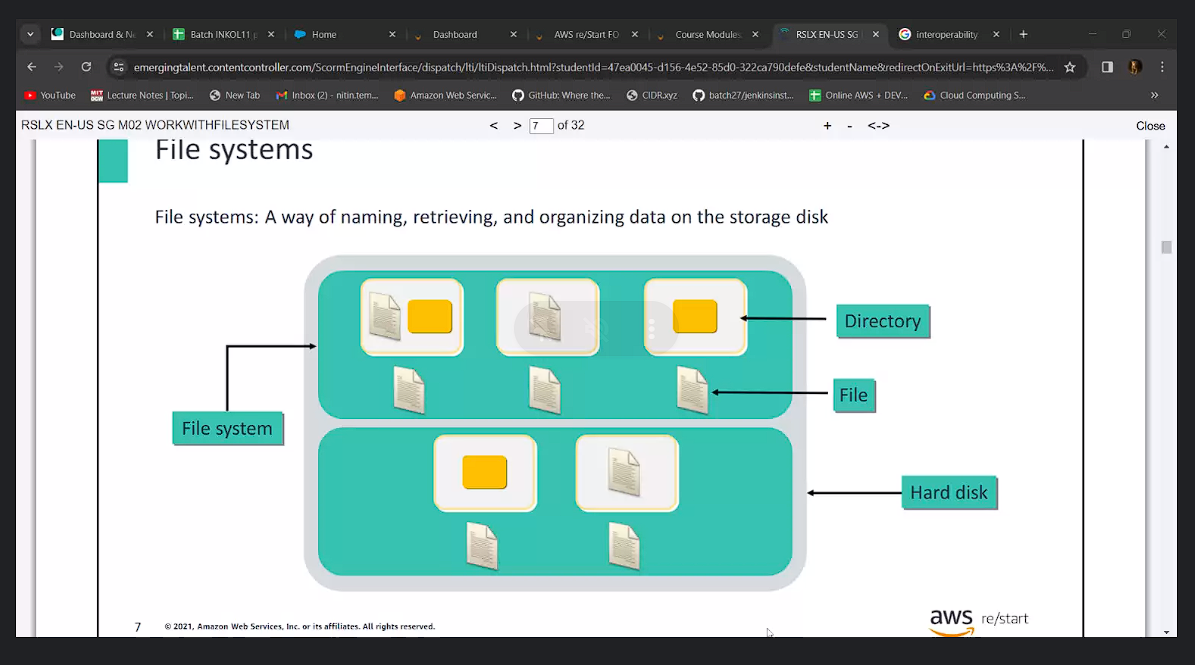 Dashboard & Ne
Batch INKOL11 p
Home
Dashboard
AWS re/Start FO
Course Modules
RSLX EN-US SG
interoperability
emergingtalent.contentcontroller.com/ScormEngineInterface/dispatch/lti/ltiDispatch.html?studentId=47ea0045-d156-4e52-85d0-322ca790defe&studentName&redirectOnExitUrl=https%3A%2F%...
YouTube
Lecture Notes | Topi...
New Tab
Inbox (2) - nitin.tem...
Amazon Web Servic...
GitHub: Where the...
CIDR.xyz
batch27/jenkinsinst...
Online AWS + DEV...
Cloud Computing S...
»
RSLX EN-US SG M02 WORKWITHFILESYSTEM
< > 7 of 32
+ - <->
Close
File systems
File systems: A way of naming, retrieving, and organizing data on the storage disk
Directory
File
File system
Hard disk
7
© 2021, Amazon Web Services, Inc. or its affiliates. All rights reserved.
aws re/start